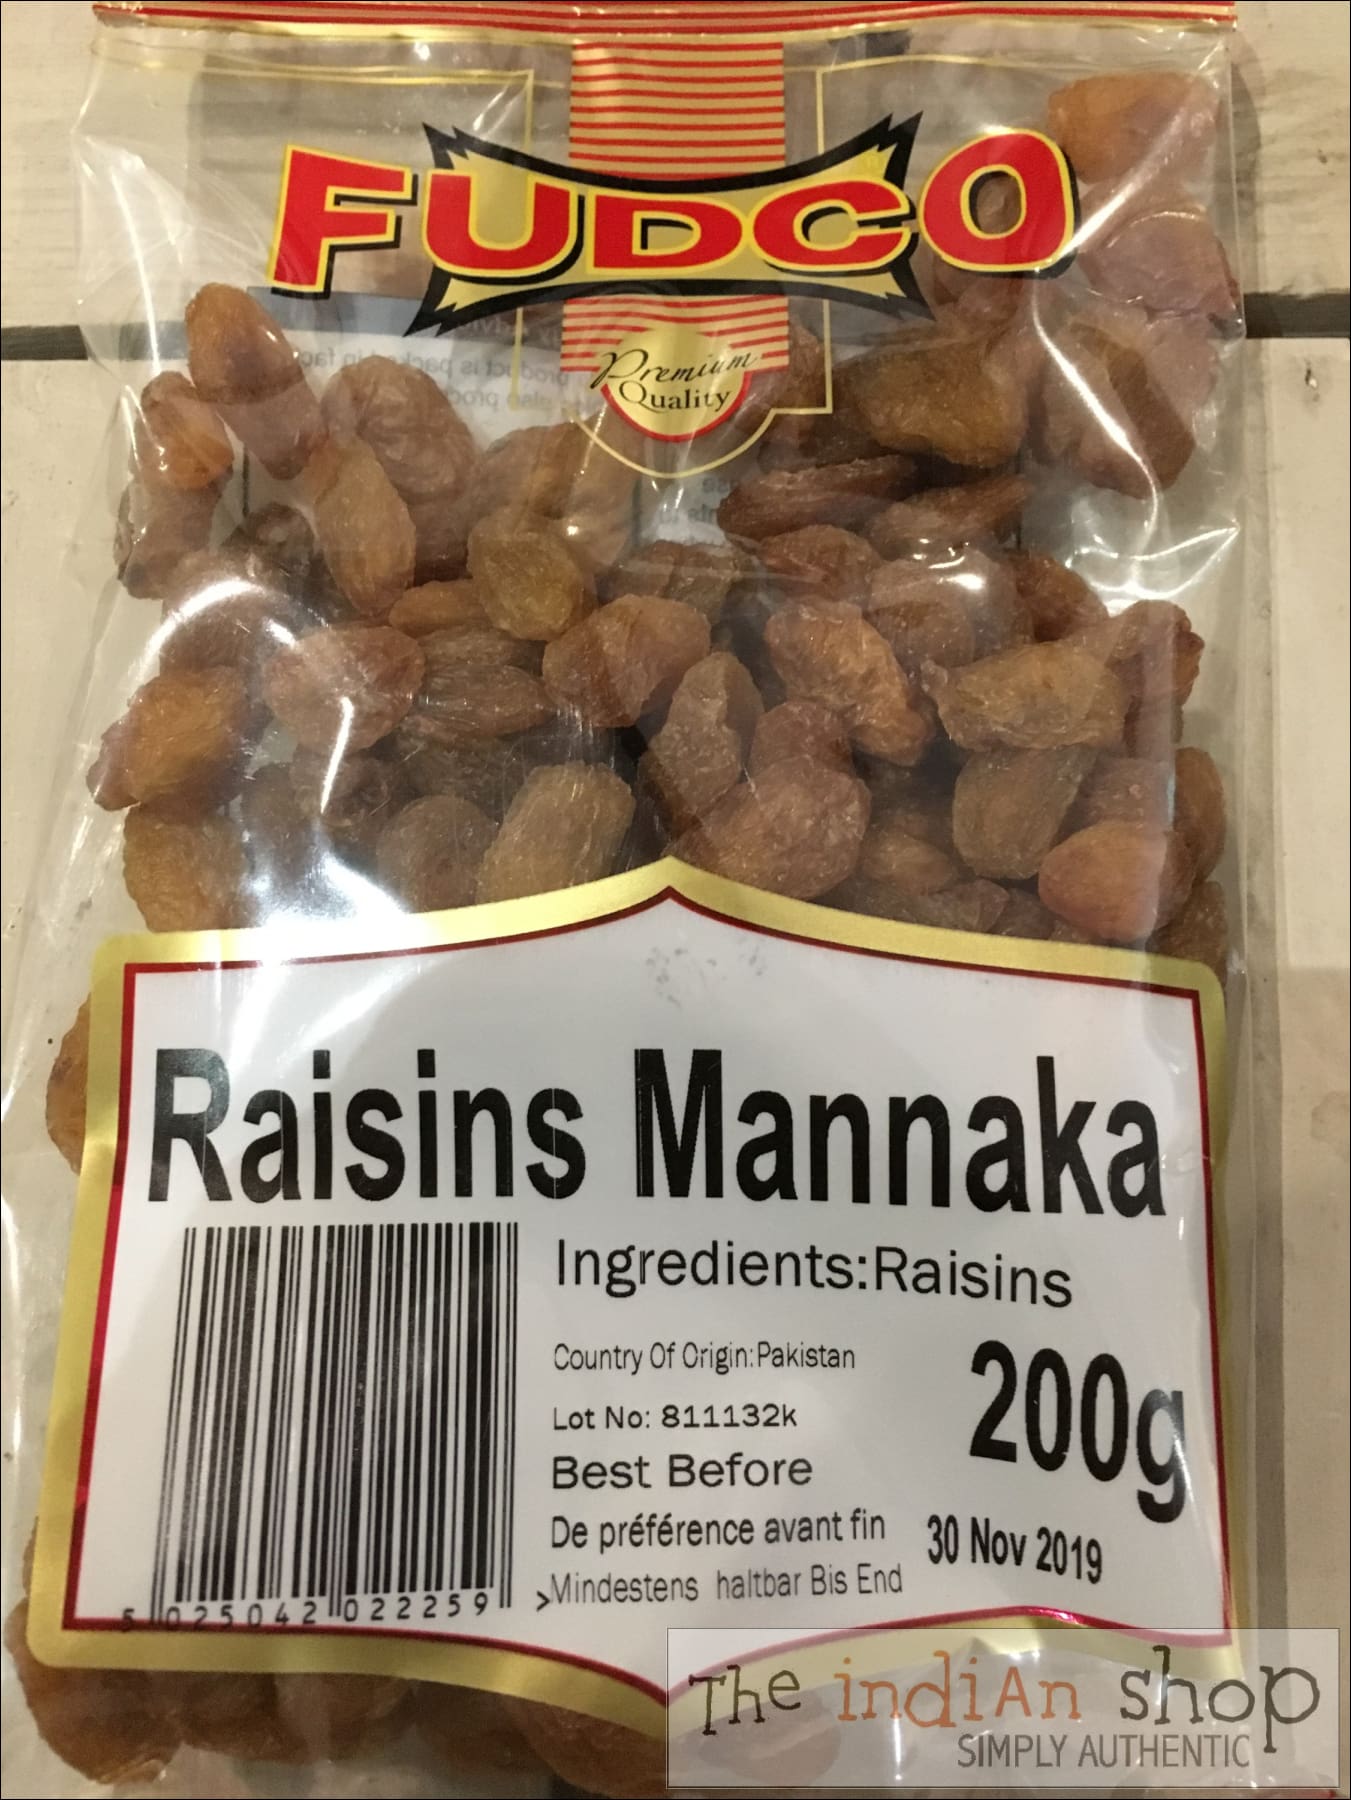 FUDCO
Premium
Quality
Raisins Mannaka
Ingredients:Raisins
Country Of Origin:Pakistan
200g
Lot No: 811132k
Best Before
De préférence avant fin
30 Nov 2019
>Mindestens haltbar Bis End
5 025042 022259
The indiAn shop
SIMPLY AUTHENTIC